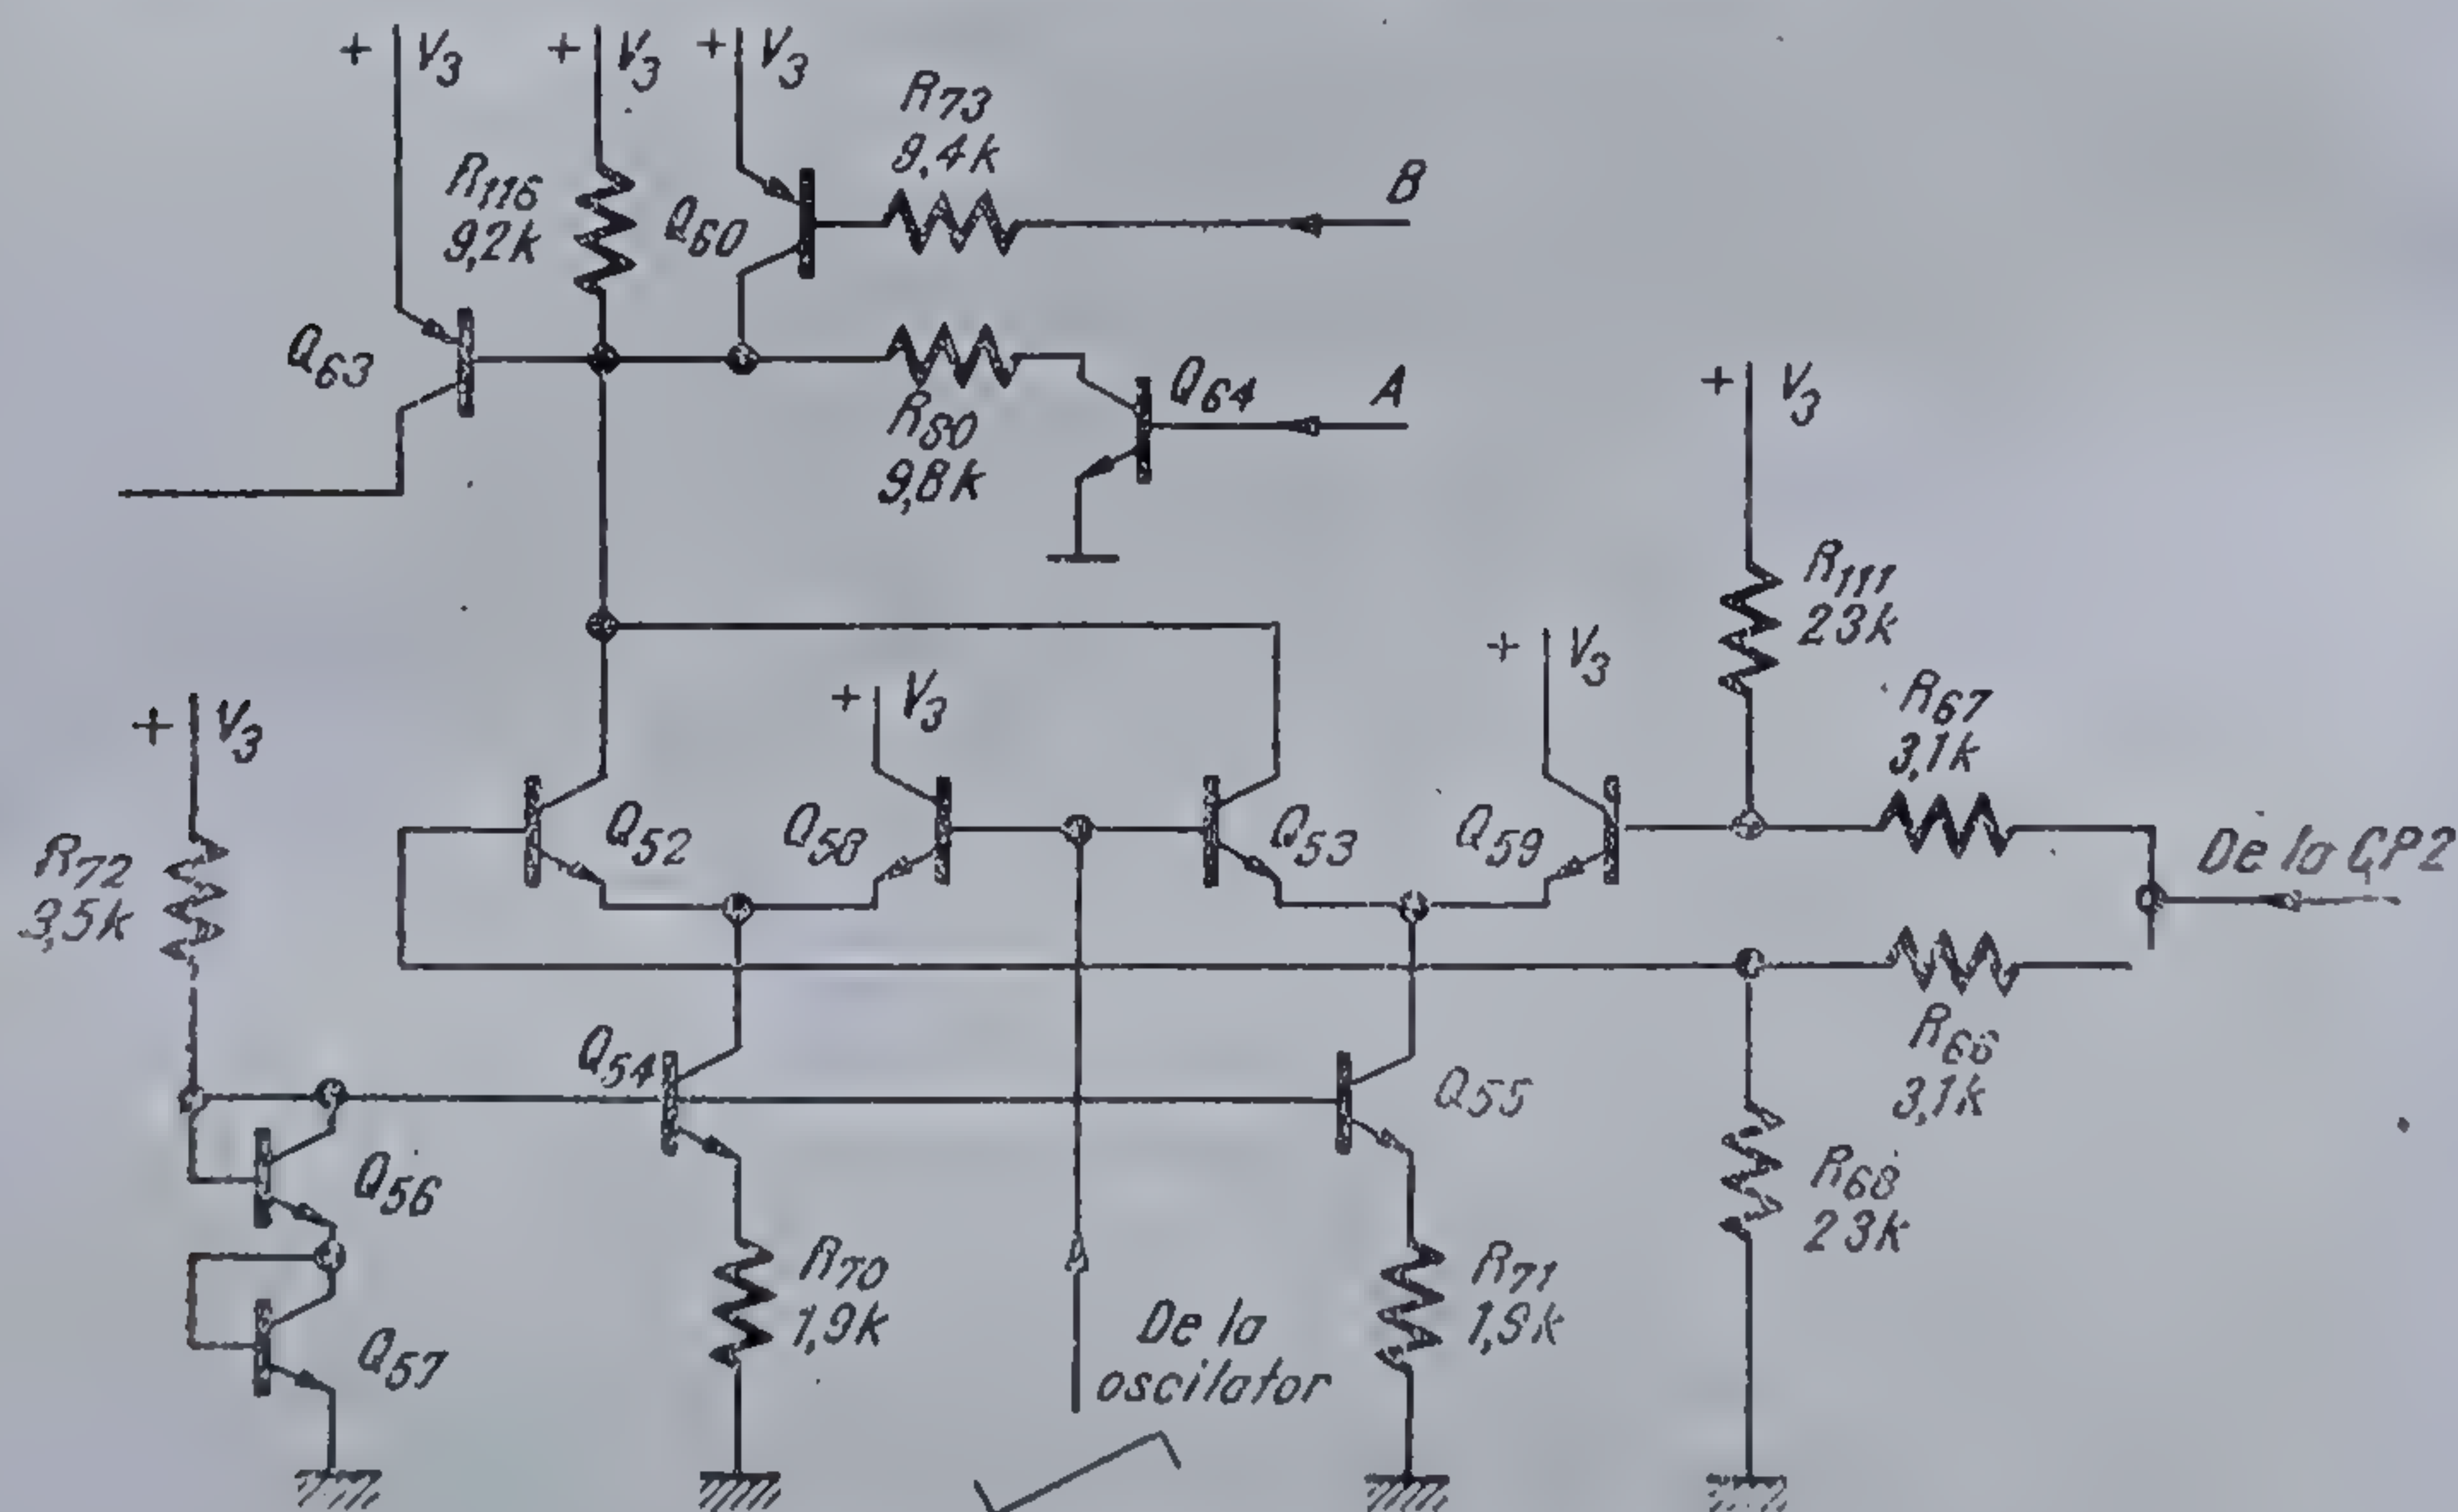 + V3
+ V3
+ V3
R73
9,4k
B
R116
9,2k
Q60
Q63
Q64
A
R80
9,8k
+ V3
R111
23k
+ V3
+ V3
+ V3
R67
3,1k
R72
3,5k
Q52
Q58
Q53
Q59
De la CP2
Q54
Q55
R66
3,1k
Q56
R68
23k
R70
1,9k
R71
1,9k
De la
oscilator
Q57